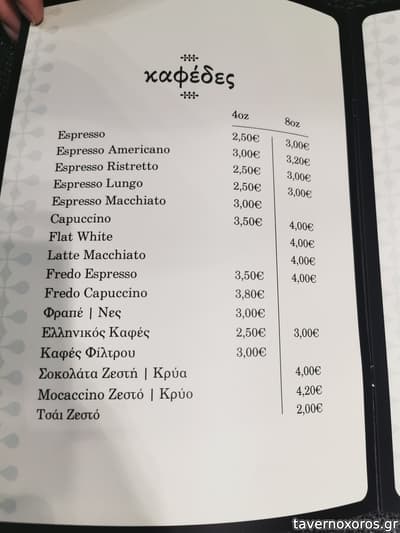 καφέδες
4oz 8oz
Espresso 2,50€ 3,00€
Espresso Americano 3,00€ 3,20€
Espresso Ristretto 2,50€ 3,00€
Espresso Lungo 2,50€ 3,00€
Espresso Macchiato 3,00€
Capuccino 3,50€ 4,00€
Flat White 4,00€
Latte Macchiato 4,00€
Fredo Espresso 3,50€ 4,00€
Fredo Capuccino 3,80€
Φραπέ | Νες 3,00€
Ελληνικός Καφές 2,50€ 3,00€
Καφές Φίλτρου 3,00€
Σοκολάτα Ζεστή | Κρύα 4,00€
Mocaccino Ζεστό | Κρύο 4,20€
Τσάι Ζεστό 2,00€
tavernoxoros.gr